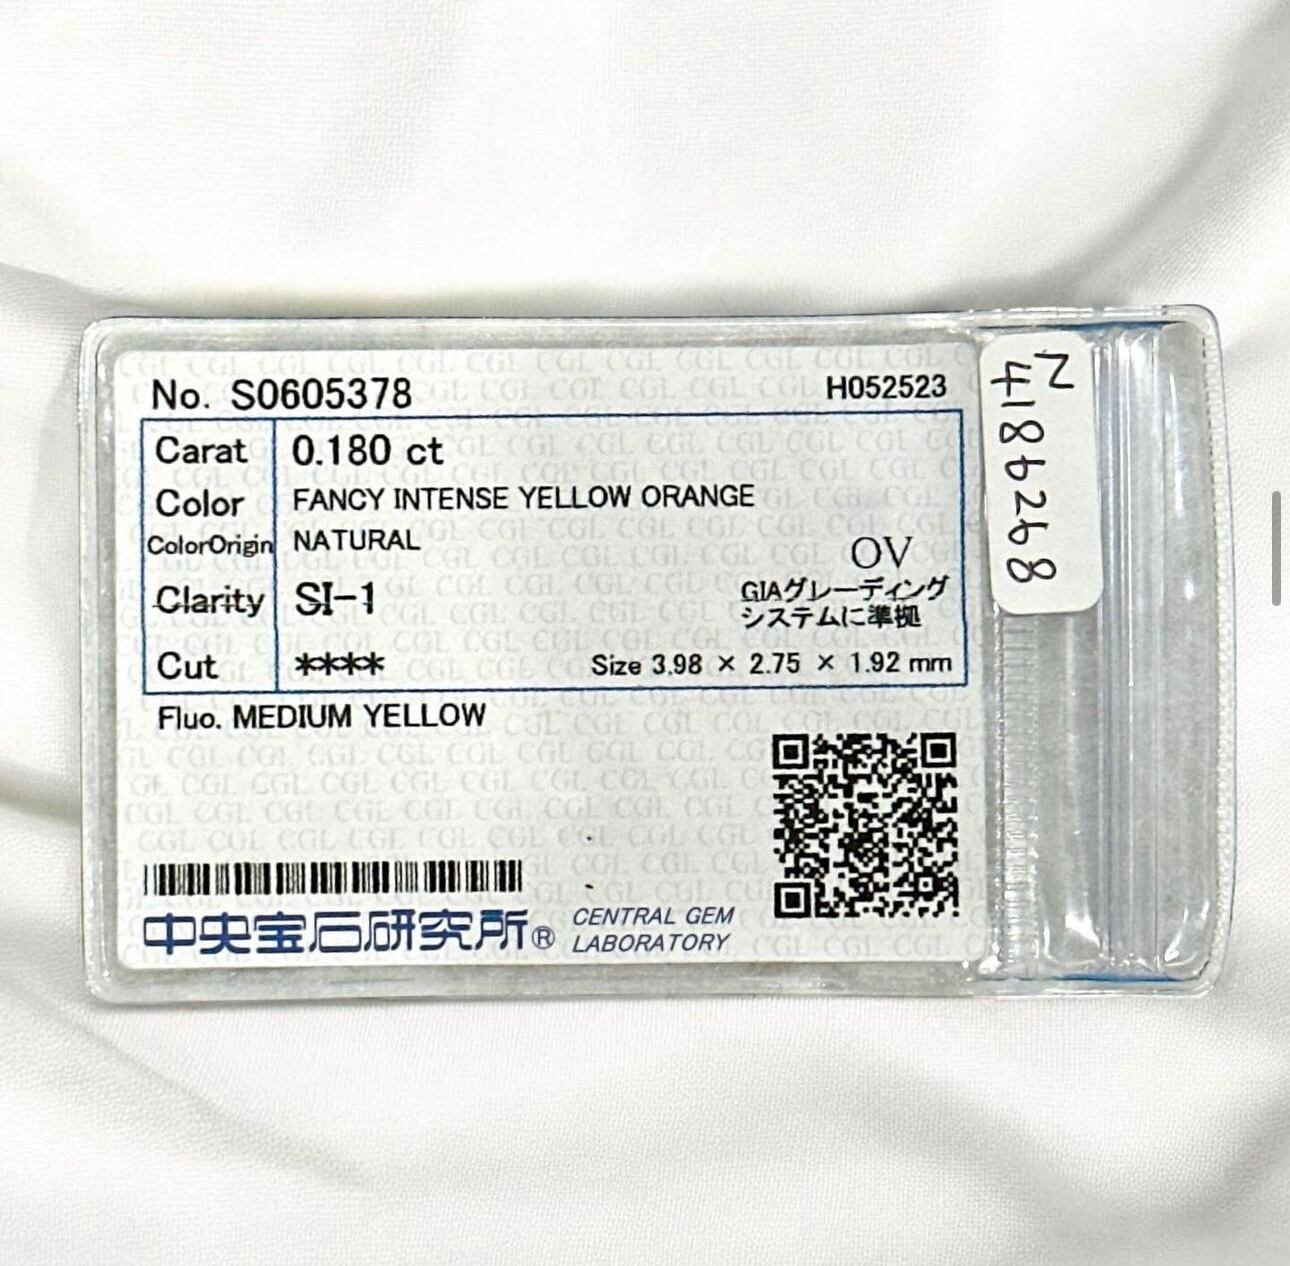 No. S0605378
H052523
Carat 0.180 ct
Color FANCY INTENSE YELLOW ORANGE
ColorOrigin NATURAL
OV
Clarity SI-1
GIAグレーディング
システムに準拠
Cut ****
Size 3.98 × 2.75 × 1.92 mm
Fluo. MEDIUM YELLOW
中央宝石研究所®
CENTRAL GEM
LABORATORY
N
4186268